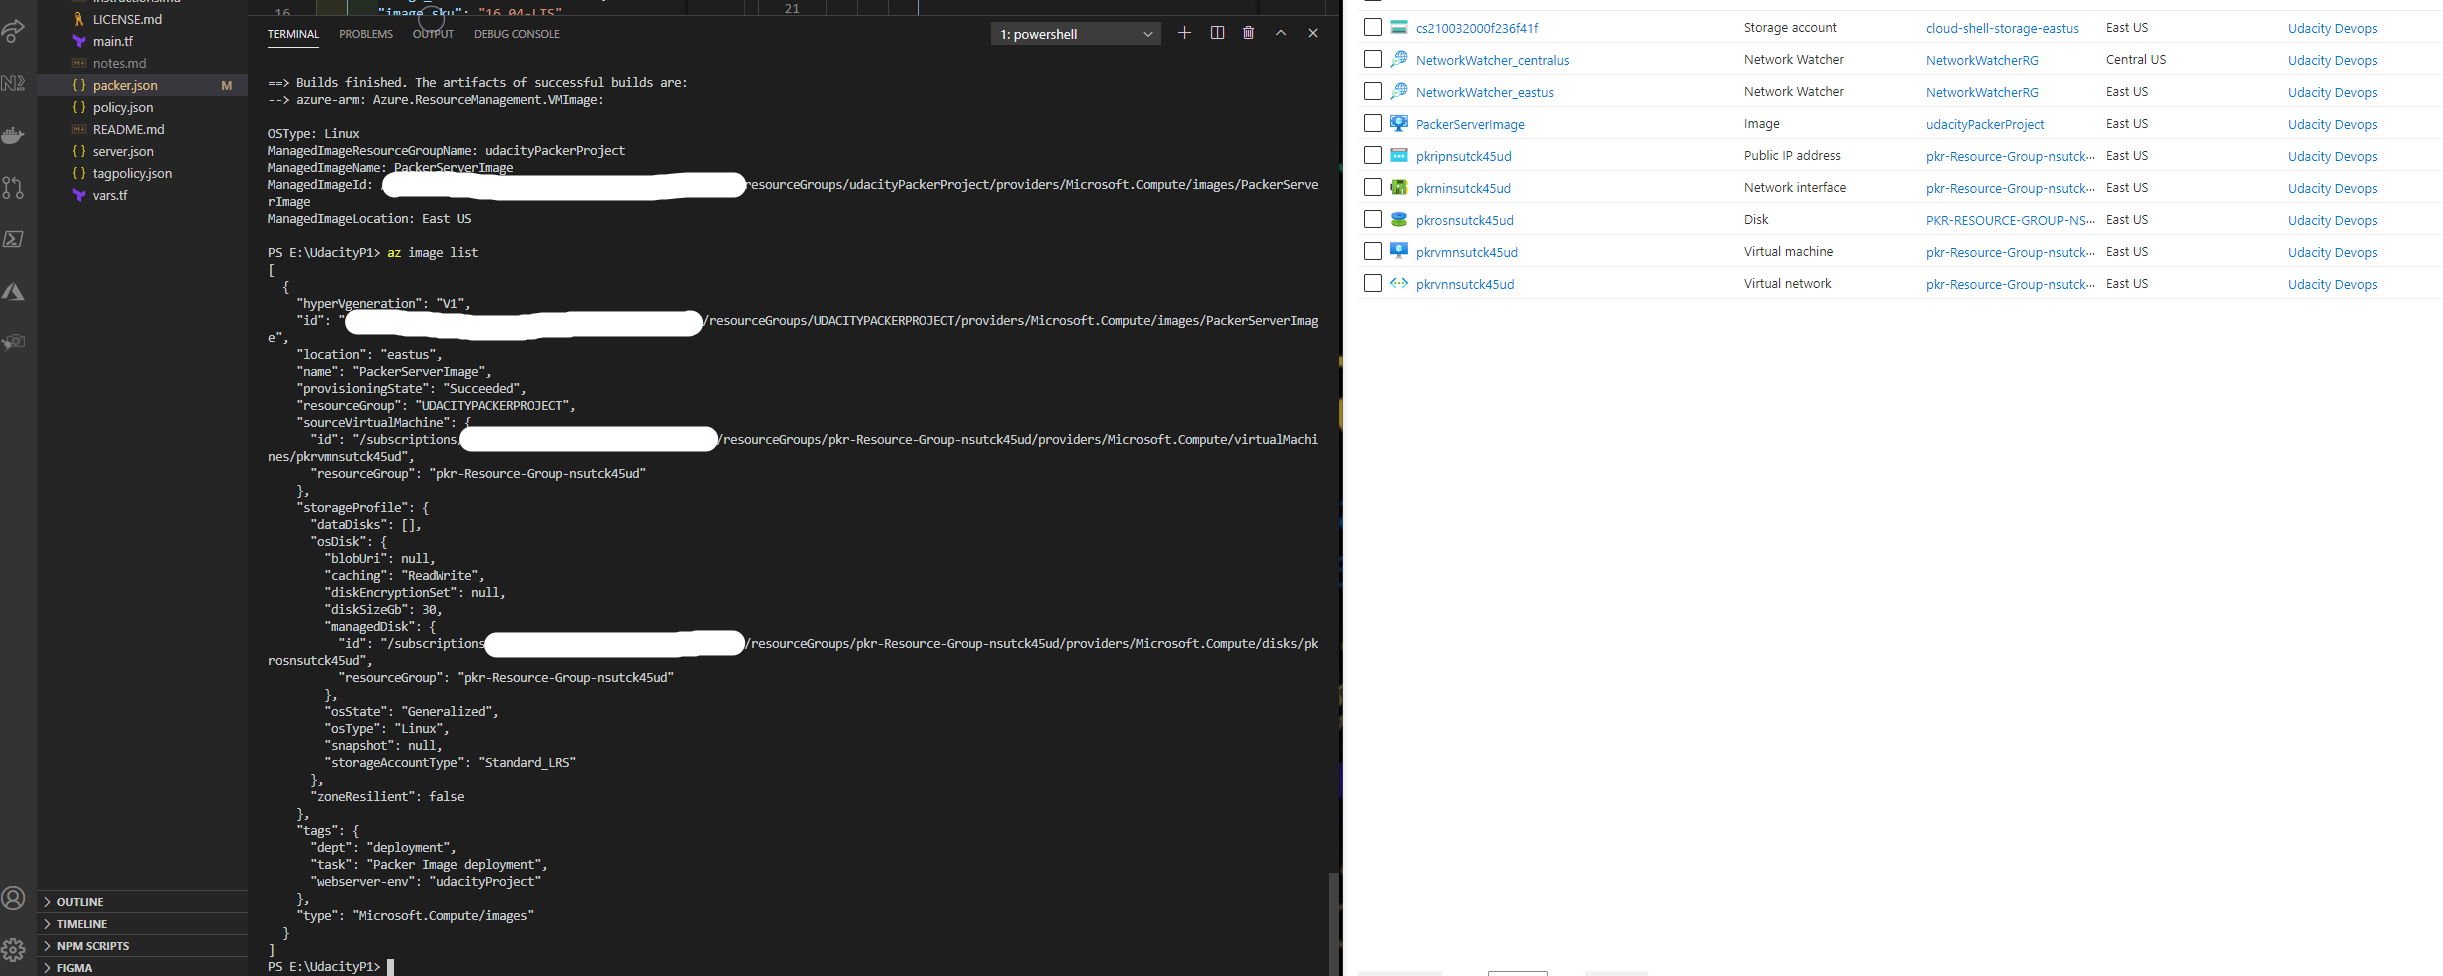 instructions.md
LICENSE.md
main.tf
notes.md
packer.json M
policy.json
README.md
server.json
tagpolicy.json
vars.tf
OUTLINE
TIMELINE
NPM SCRIPTS
FIGMA
16 "image_sku": "16.04-LTS"
21
TERMINAL PROBLEMS OUTPUT DEBUG CONSOLE
1: powershell
==> Builds finished. The artifacts of successful builds are:
--> azure-arm: Azure.ResourceManagement.VMImage:
OSType: Linux
ManagedImageResourceGroupName: udacityPackerProject
ManagedImageName: PackerServerImage
ManagedImageId: resourceGroups/udacityPackerProject/providers/Microsoft.Compute/images/PackerServe
rImage
ManagedImageLocation: East US
PS E:\UdacityP1> az image list
[
{
"hyperVgeneration": "V1",
"id": "/resourceGroups/UDACITYPACKERPROJECT/providers/Microsoft.Compute/images/PackerServerImag
e",
"location": "eastus",
"name": "PackerServerImage",
"provisioningState": "Succeeded",
"resourceGroup": "UDACITYPACKERPROJECT",
"sourceVirtualMachine": {
"id": "/subscriptions/resourceGroups/pkr-Resource-Group-nsutck45ud/providers/Microsoft.Compute/virtualMachi
nes/pkrvmnsutck45ud",
"resourceGroup": "pkr-Resource-Group-nsutck45ud"
},
"storageProfile": {
"dataDisks": [],
"osDisk": {
"blobUri": null,
"caching": "ReadWrite",
"diskEncryptionSet": null,
"diskSizeGb": 30,
"managedDisk": {
"id": "/subscriptions/resourceGroups/pkr-Resource-Group-nsutck45ud/providers/Microsoft.Compute/disks/pk
rosnsutck45ud",
"resourceGroup": "pkr-Resource-Group-nsutck45ud"
},
"osState": "Generalized",
"osType": "Linux",
"snapshot": null,
"storageAccountType": "Standard_LRS"
},
"zoneResilient": false
},
"tags": {
"dept": "deployment",
"task": "Packer Image deployment",
"webserver-env": "udacityProject"
},
"type": "Microsoft.Compute/images"
}
]
PS E:\UdacityP1>
cs210032000f236f41f Storage account cloud-shell-storage-eastus East US Udacity Devops
NetworkWatcher_centralus Network Watcher NetworkWatcherRG Central US Udacity Devops
NetworkWatcher_eastus Network Watcher NetworkWatcherRG East US Udacity Devops
PackerServerImage Image udacityPackerProject East US Udacity Devops
pkripnsutck45ud Public IP address pkr-Resource-Group-nsutck... East US Udacity Devops
pkrninsutck45ud Network interface pkr-Resource-Group-nsutck... East US Udacity Devops
pkrosnsutck45ud Disk PKR-RESOURCE-GROUP-NS... East US Udacity Devops
pkrvmnsutck45ud Virtual machine pkr-Resource-Group-nsutck... East US Udacity Devops
pkrvnnsutck45ud Virtual network pkr-Resource-Group-nsutck... East US Udacity Devops